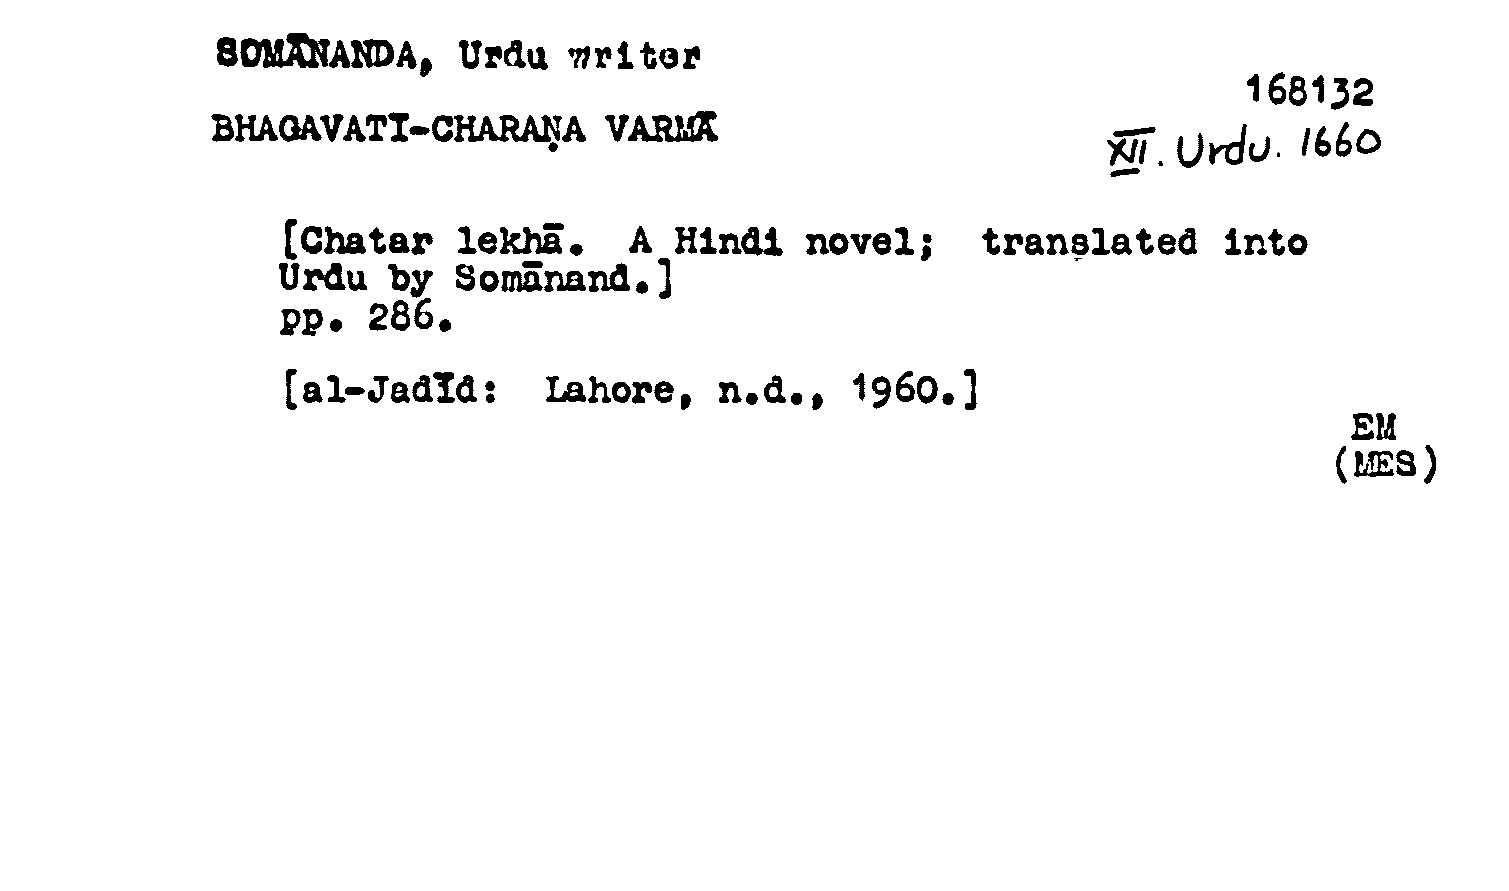 SOMĀNANDA, Urdu writer
168132
BHAGAVATĪ-CHARAṆA VARMĀ
XII. Urdu. 1660
[Chatar lekhā. A Hindi novel; translated into
Urdu by Somānand.]
pp. 286.
[al-Jadīd: Lahore, n.d., 1960.]
EM
(MES)